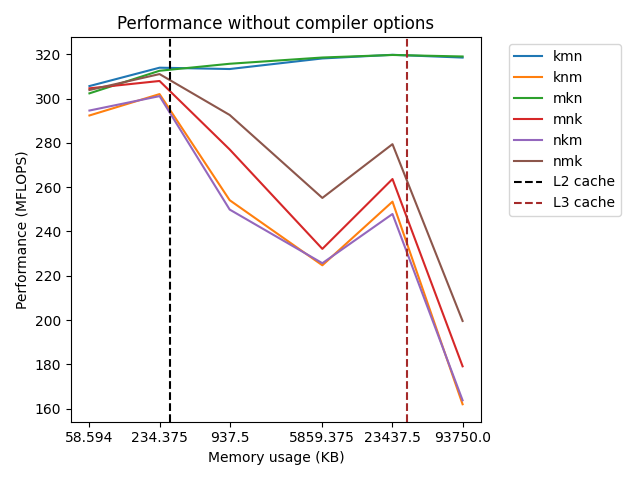 Performance without compiler options
Performance (MFLOPS)
320
300
280
260
240
220
200
180
160
58.594 234.375 937.5 5859.375 23437.5 93750.0
Memory usage (KB)
kmn
knm
mkn
mnk
nkm
nmk
L2 cache
L3 cache